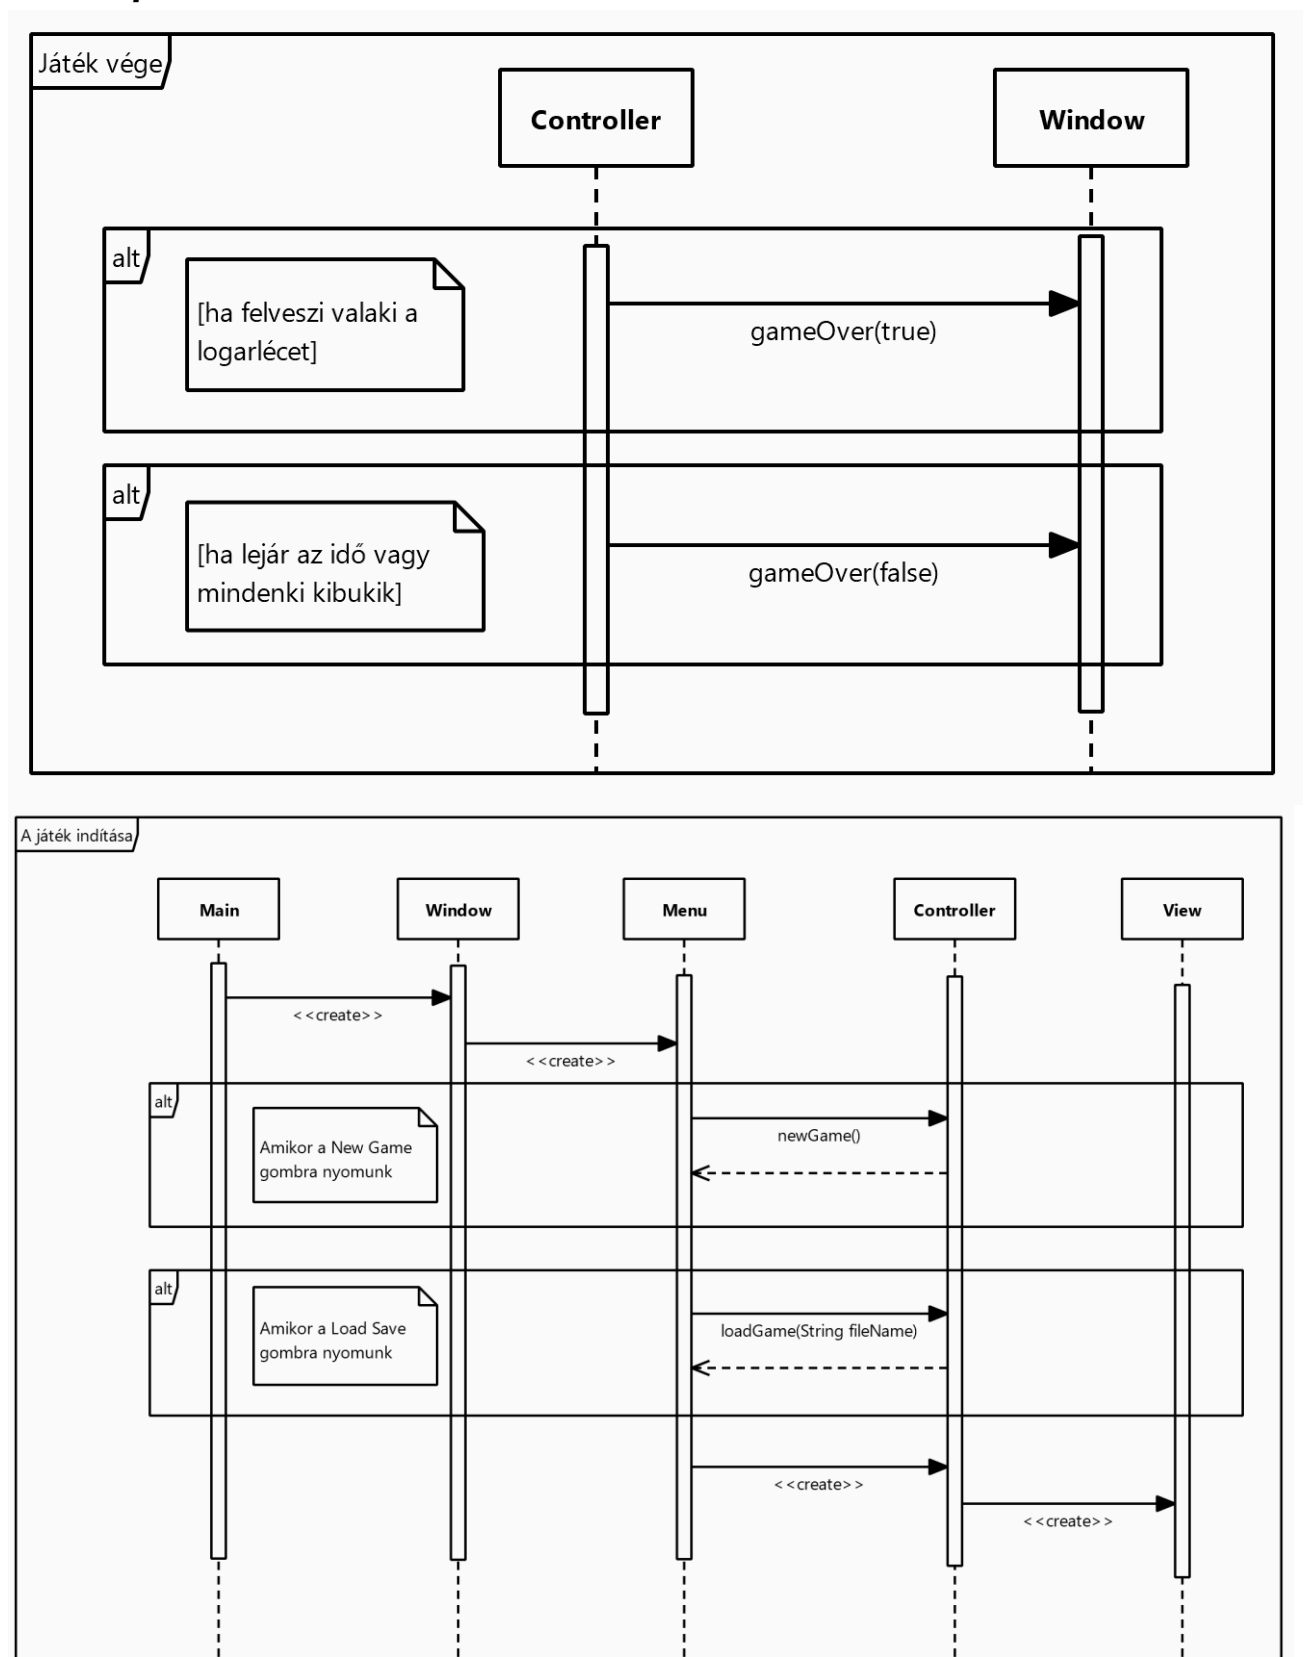 Játék vége
Controller
Window
alt
[ha felveszi valaki a
logarlécet]
gameOver(true)
alt
[ha lejár az idő vagy
mindenki kibukik]
gameOver(false)
A játék indítása
Main
Window
Menu
Controller
View
<<create>>
<<create>>
alt
Amikor a New Game
gombra nyomunk
newGame()
alt
Amikor a Load Save
gombra nyomunk
loadGame(String fileName)
<<create>>
<<create>>